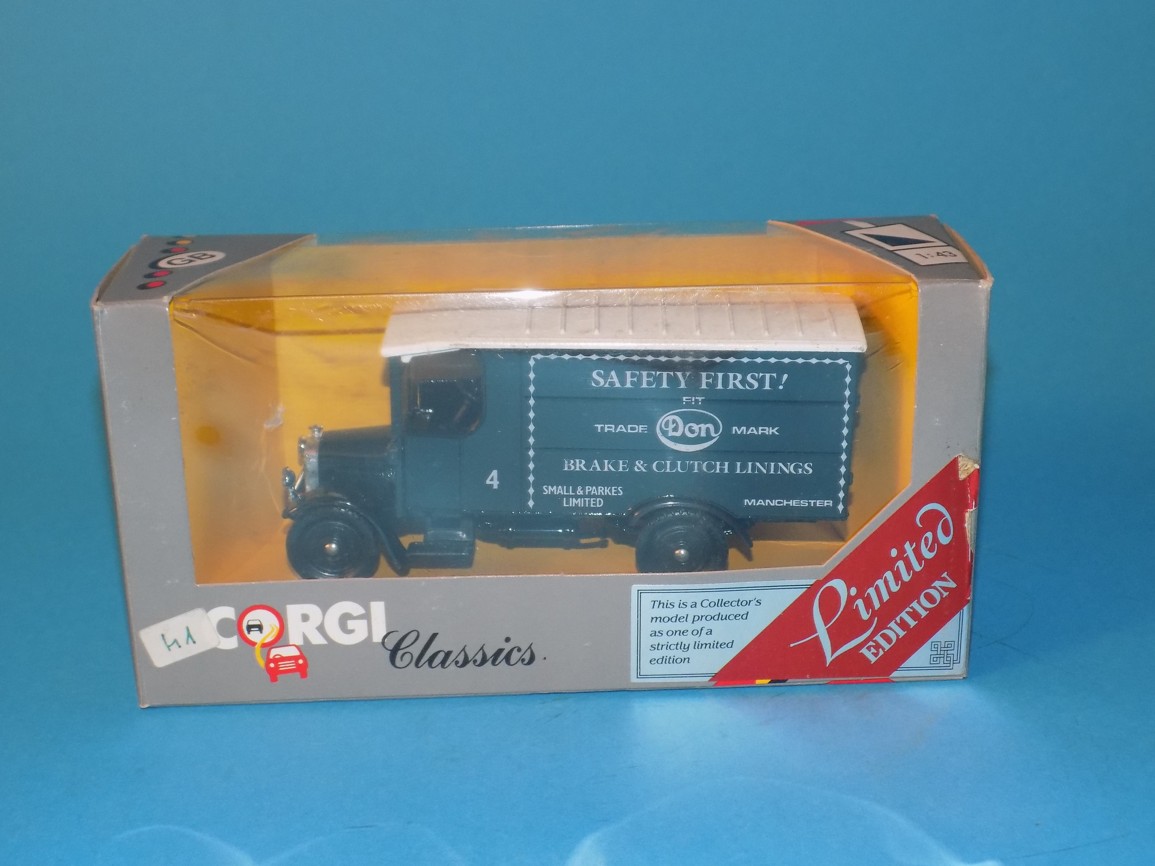 GB
1:43
SAFETY FIRST!
FIT
TRADE Don MARK
BRAKE & CLUTCH LININGS
4
SMALL & PARKES
LIMITED
MANCHESTER
CORGI
Classics.
41
This is a Collector's
model produced
as one of a
strictly limited
edition
Limited
EDITION